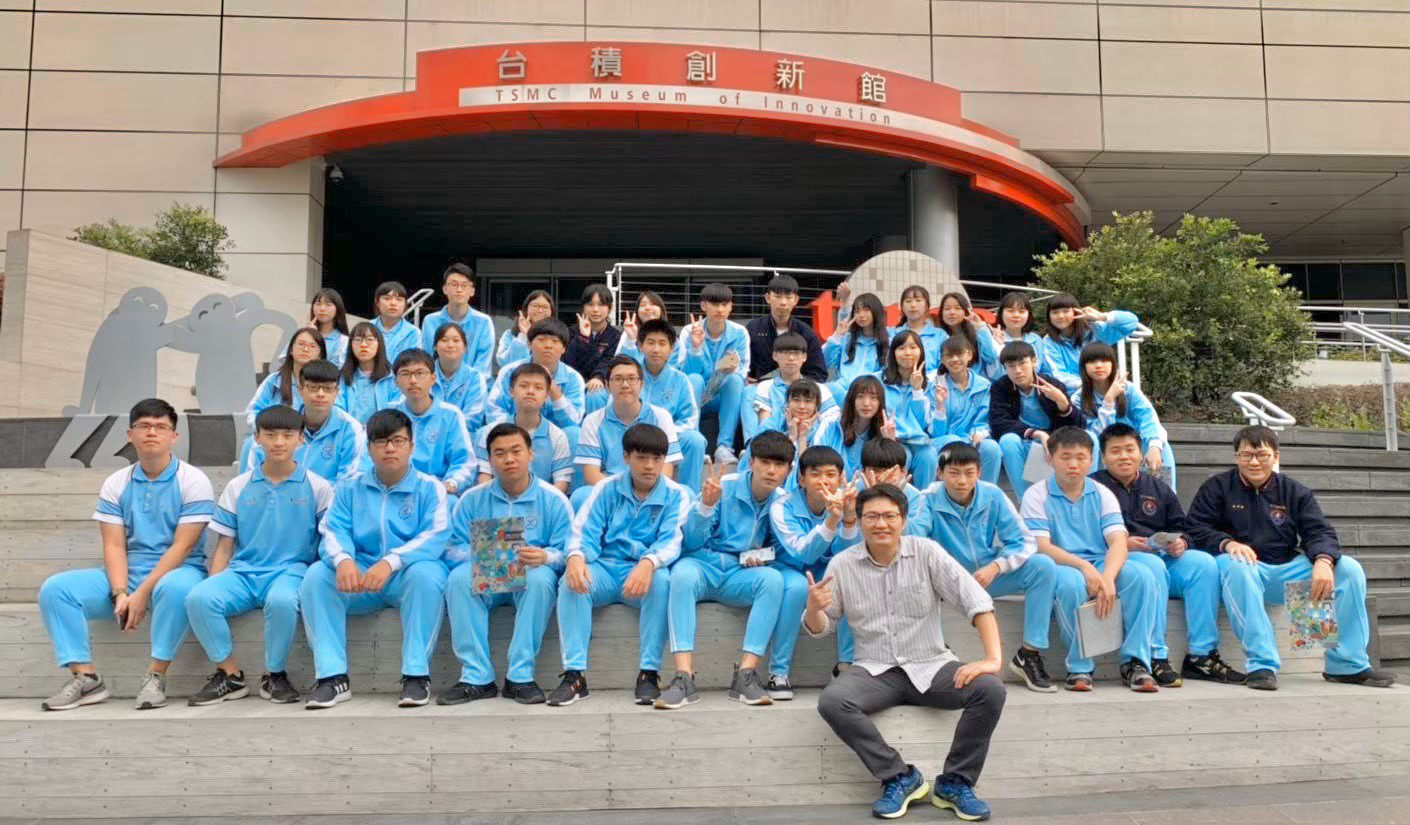 台積創新館
TSMC Museum of Innovation